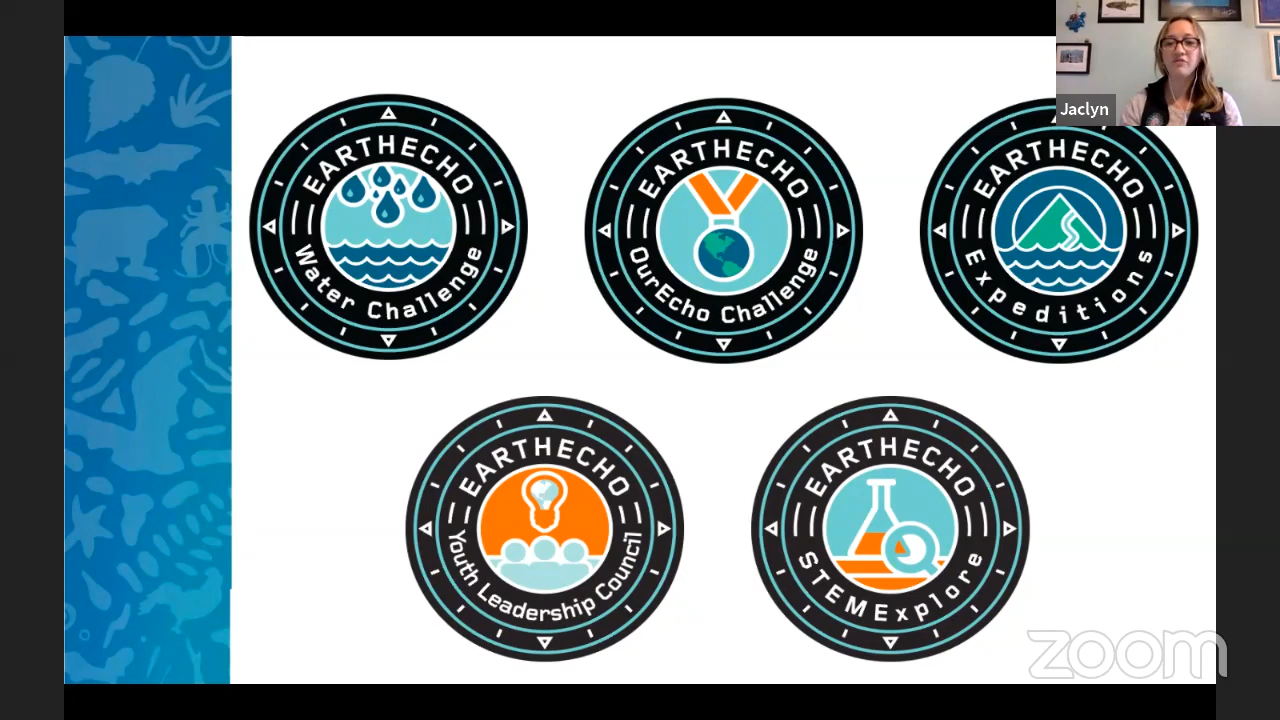 Jaclyn
EARTHECHO
Water Challenge
EARTHECHO
OurEcho Challenge
EARTHECHO
Expeditions
EARTHECHO
Youth Leadership Council
EARTHECHO
STEMExplore
zoom